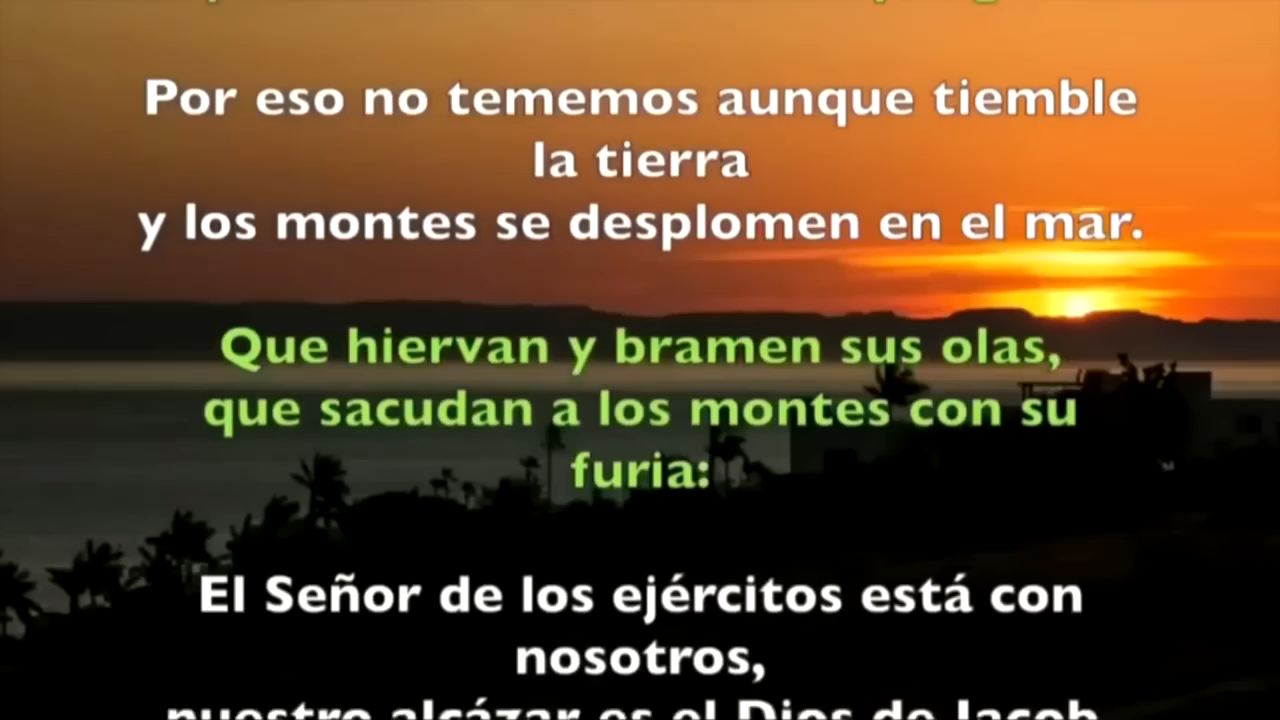 Por eso no tememos aunque tiemble
la tierra
y los montes se desplomen en el mar.
Que hiervan y bramen sus olas,
que sacudan a los montes con su
furia:
El Señor de los ejércitos está con
nosotros,
nuestro alcázar es el Dios de Jacob